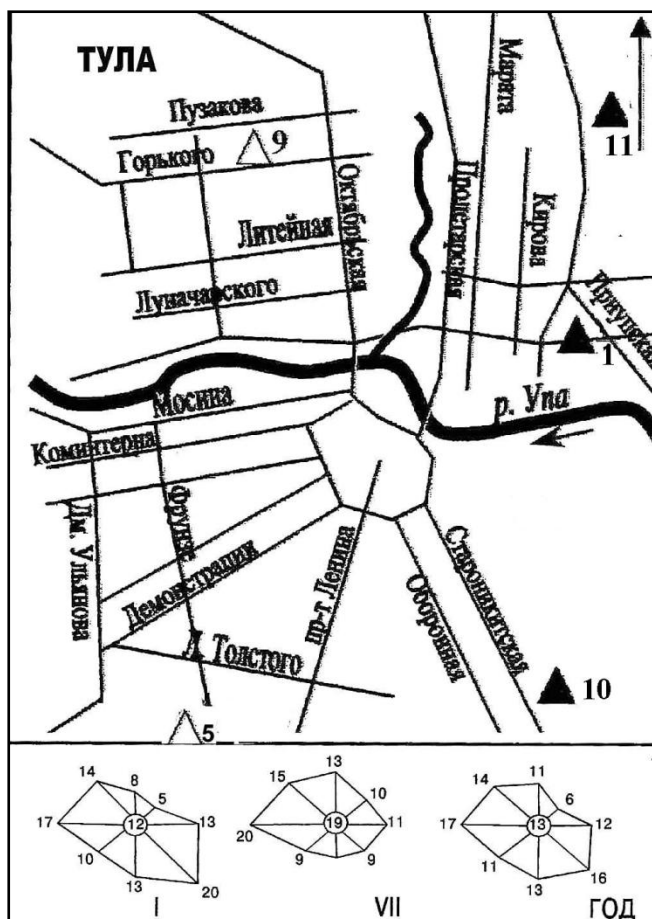 ТУЛА
Пузакова
Горького
9
Литейная
Луначарского
Октябрьская
Пролетарская
Марата
Кирова
11
Приупская
1
р. Упа
Мосина
Коминтерна
Фрунзе
Дм. Ульянова
Демонстрации
Л. Толстого
пр-т Ленина
Оборонная
Староникитская
10
5
14 8 5 13 20 13 10 17 12
I
15 13 10 11 9 9 20 19
VII
14 11 6 12 16 13 11 17 13
ГОД